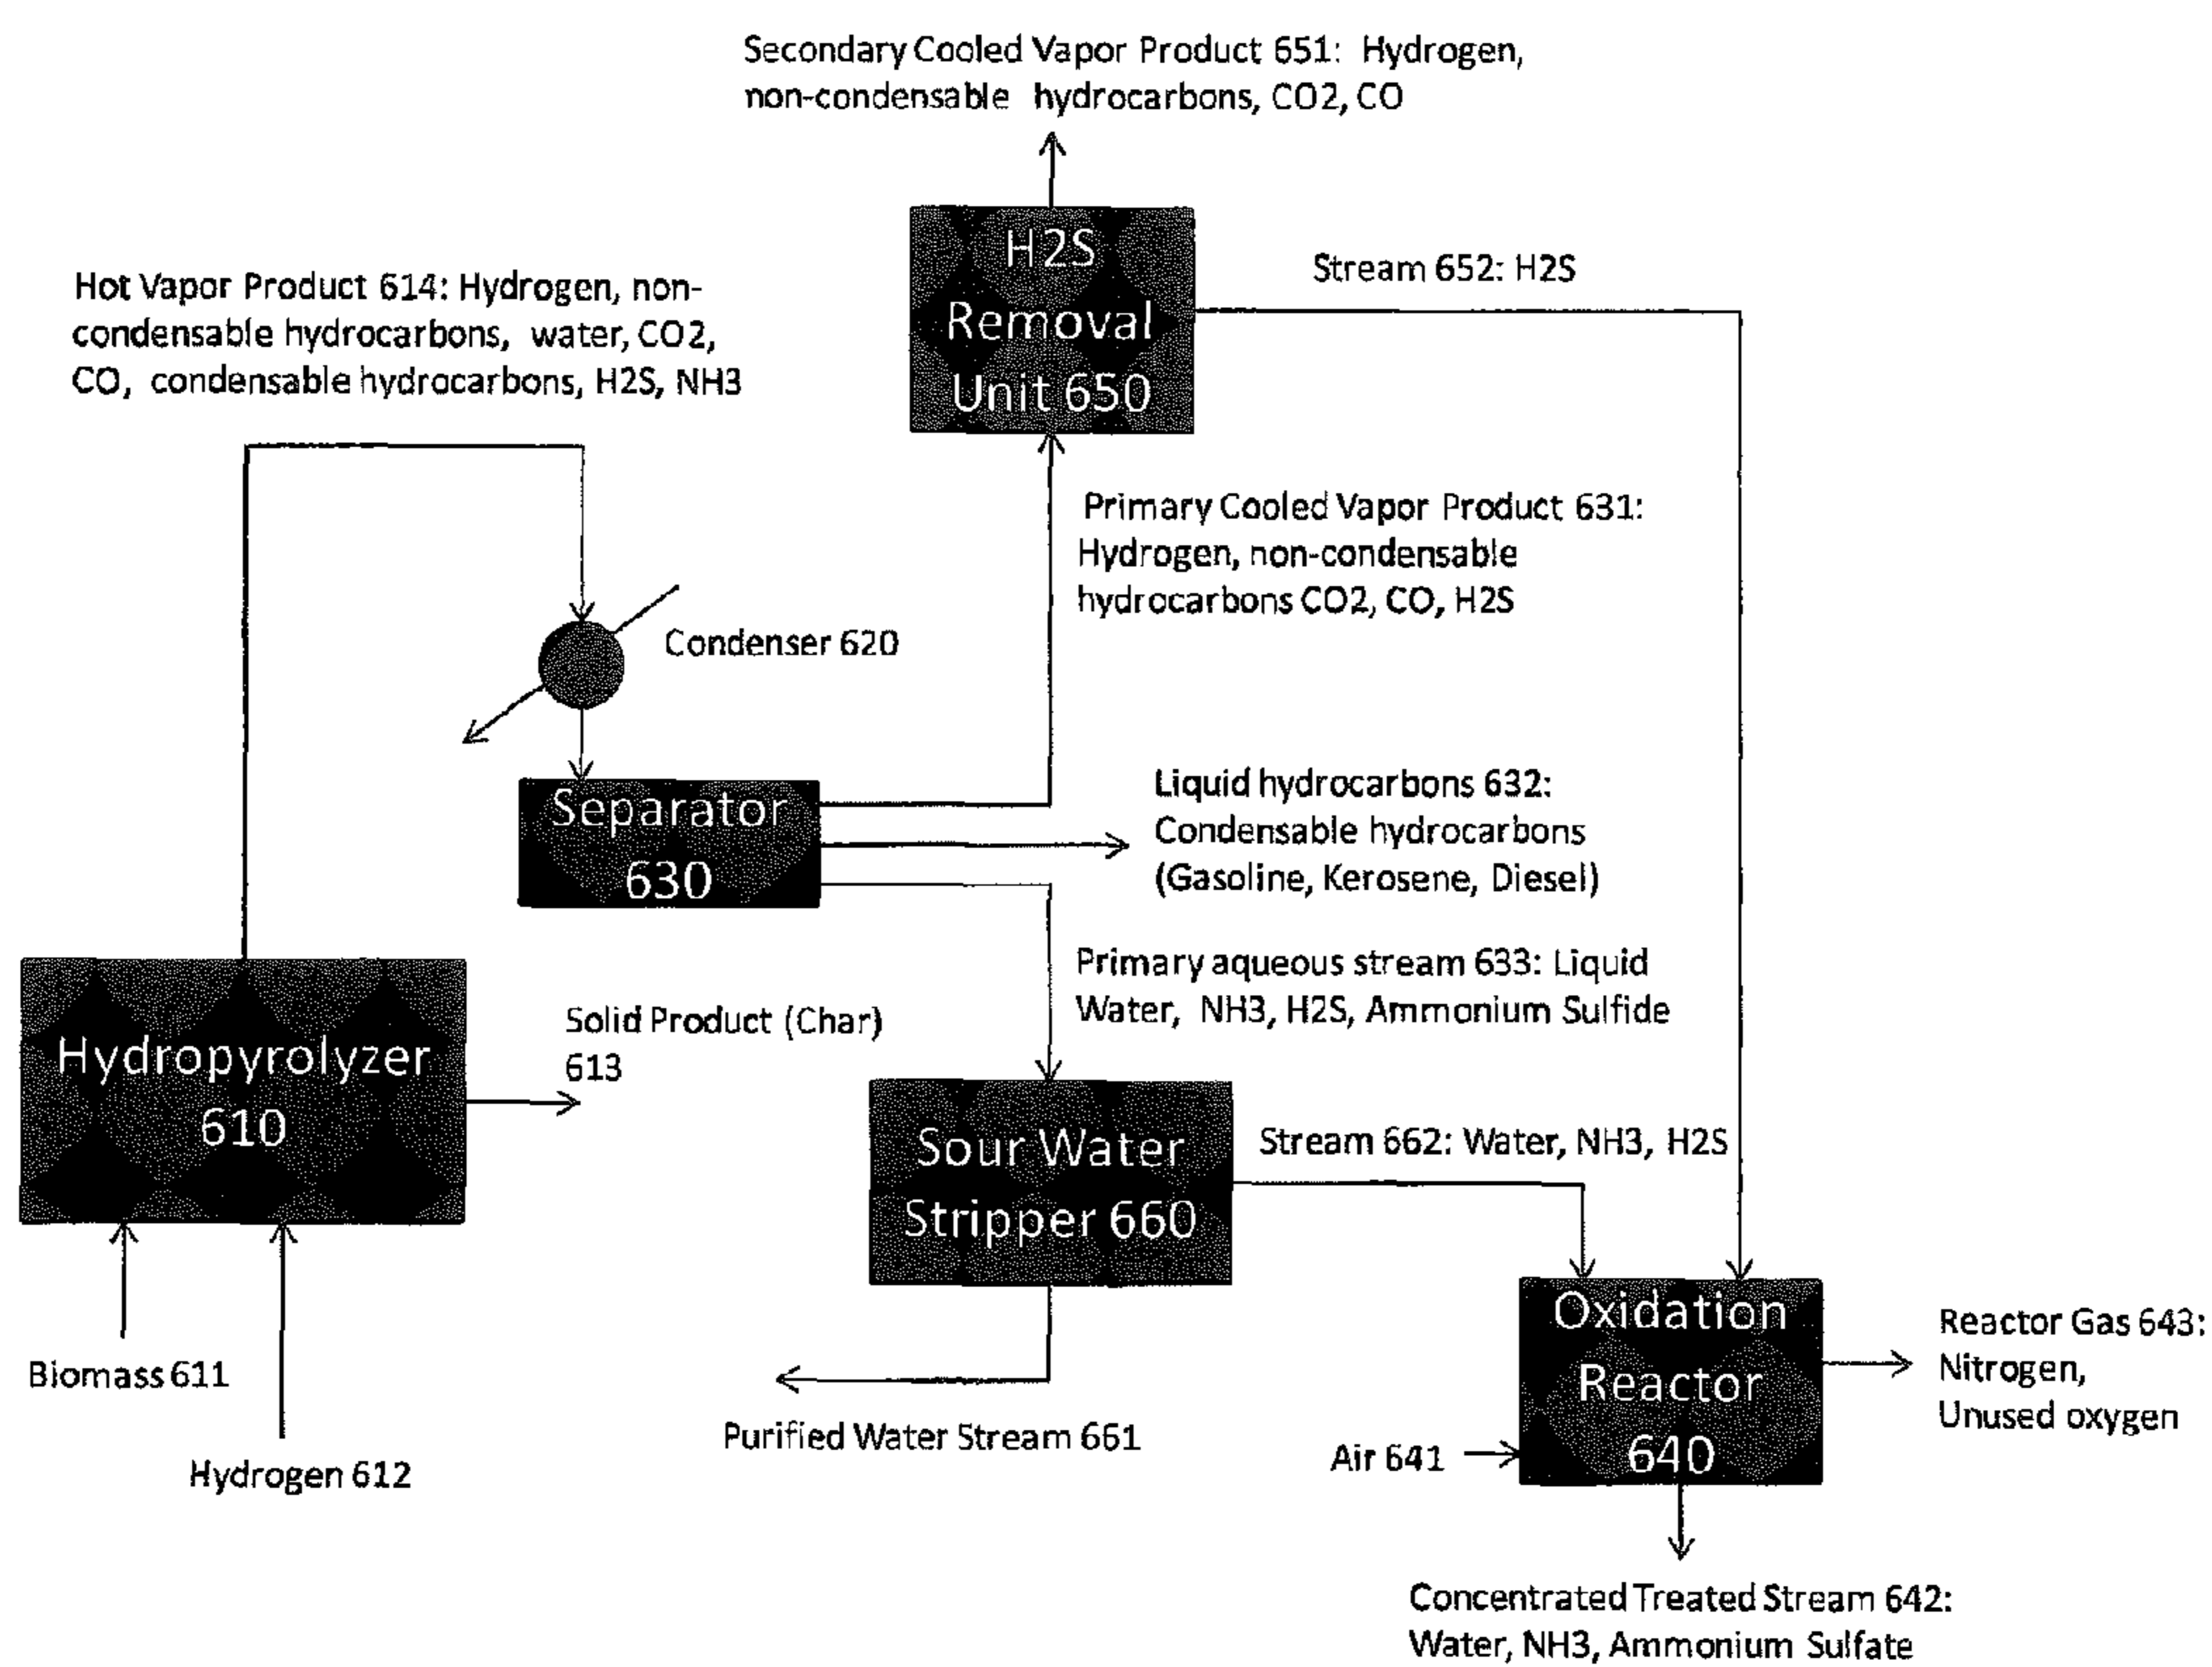 Secondary Cooled Vapor Product 651: Hydrogen,
non-condensable hydrocarbons, CO2, CO
H2S
Removal
Unit 650
Stream 652: H2S
Hot Vapor Product 614: Hydrogen, non-
condensable hydrocarbons, water, CO2,
CO, condensable hydrocarbons, H2S, NH3
Primary Cooled Vapor Product 631:
Hydrogen, non-condensable
hydrocarbons CO2, CO, H2S
Condenser 620
Separator
630
Liquid hydrocarbons 632:
Condensable hydrocarbons
(Gasoline, Kerosene, Diesel)
Primary aqueous stream 633: Liquid
Water, NH3, H2S, Ammonium Sulfide
Hydropyrolyzer
610
Solid Product (Char)
613
Sour Water
Stripper 660
Stream 662: Water, NH3, H2S
Biomass 611
Hydrogen 612
Purified Water Stream 661
Oxidation
Reactor
640
Air 641
Reactor Gas 643:
Nitrogen,
Unused oxygen
Concentrated Treated Stream 642:
Water, NH3, Ammonium Sulfate